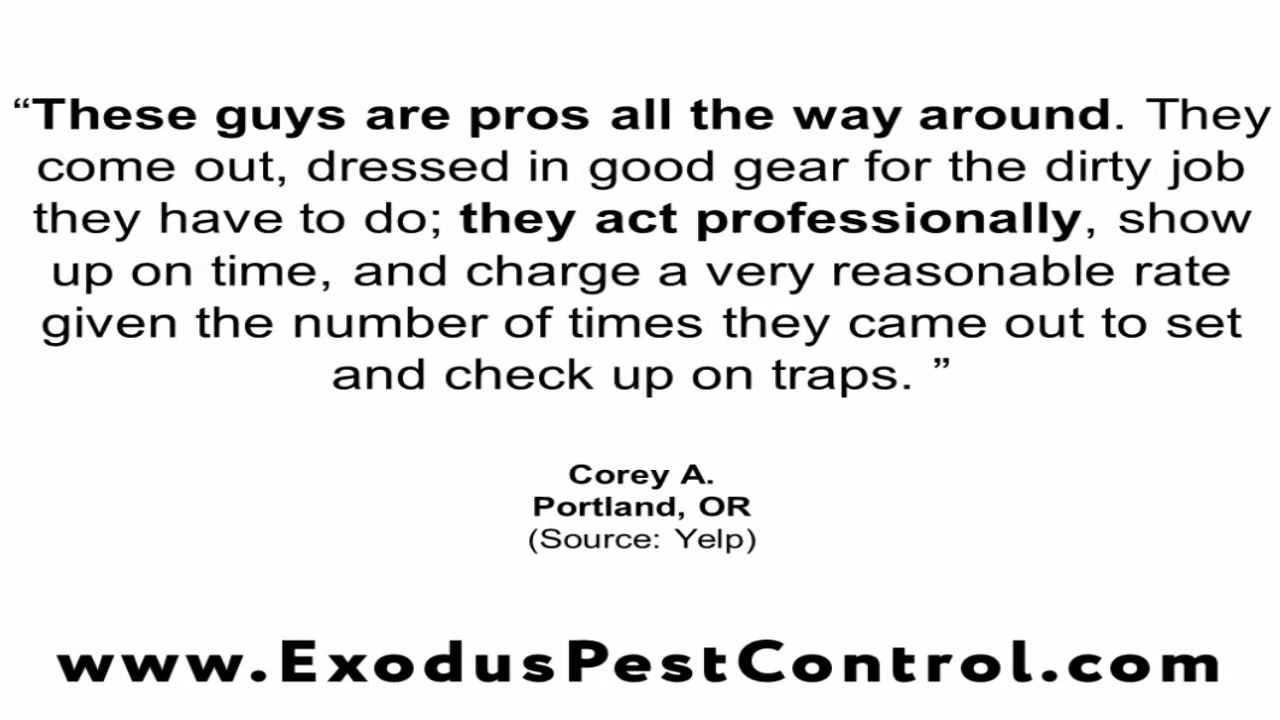 “These guys are pros all the way around. They
come out, dressed in good gear for the dirty job
they have to do; they act professionally, show
up on time, and charge a very reasonable rate
given the number of times they came out to set
and check up on traps. ”
Corey A.
Portland, OR
(Source: Yelp)
www.ExodusPestControl.com